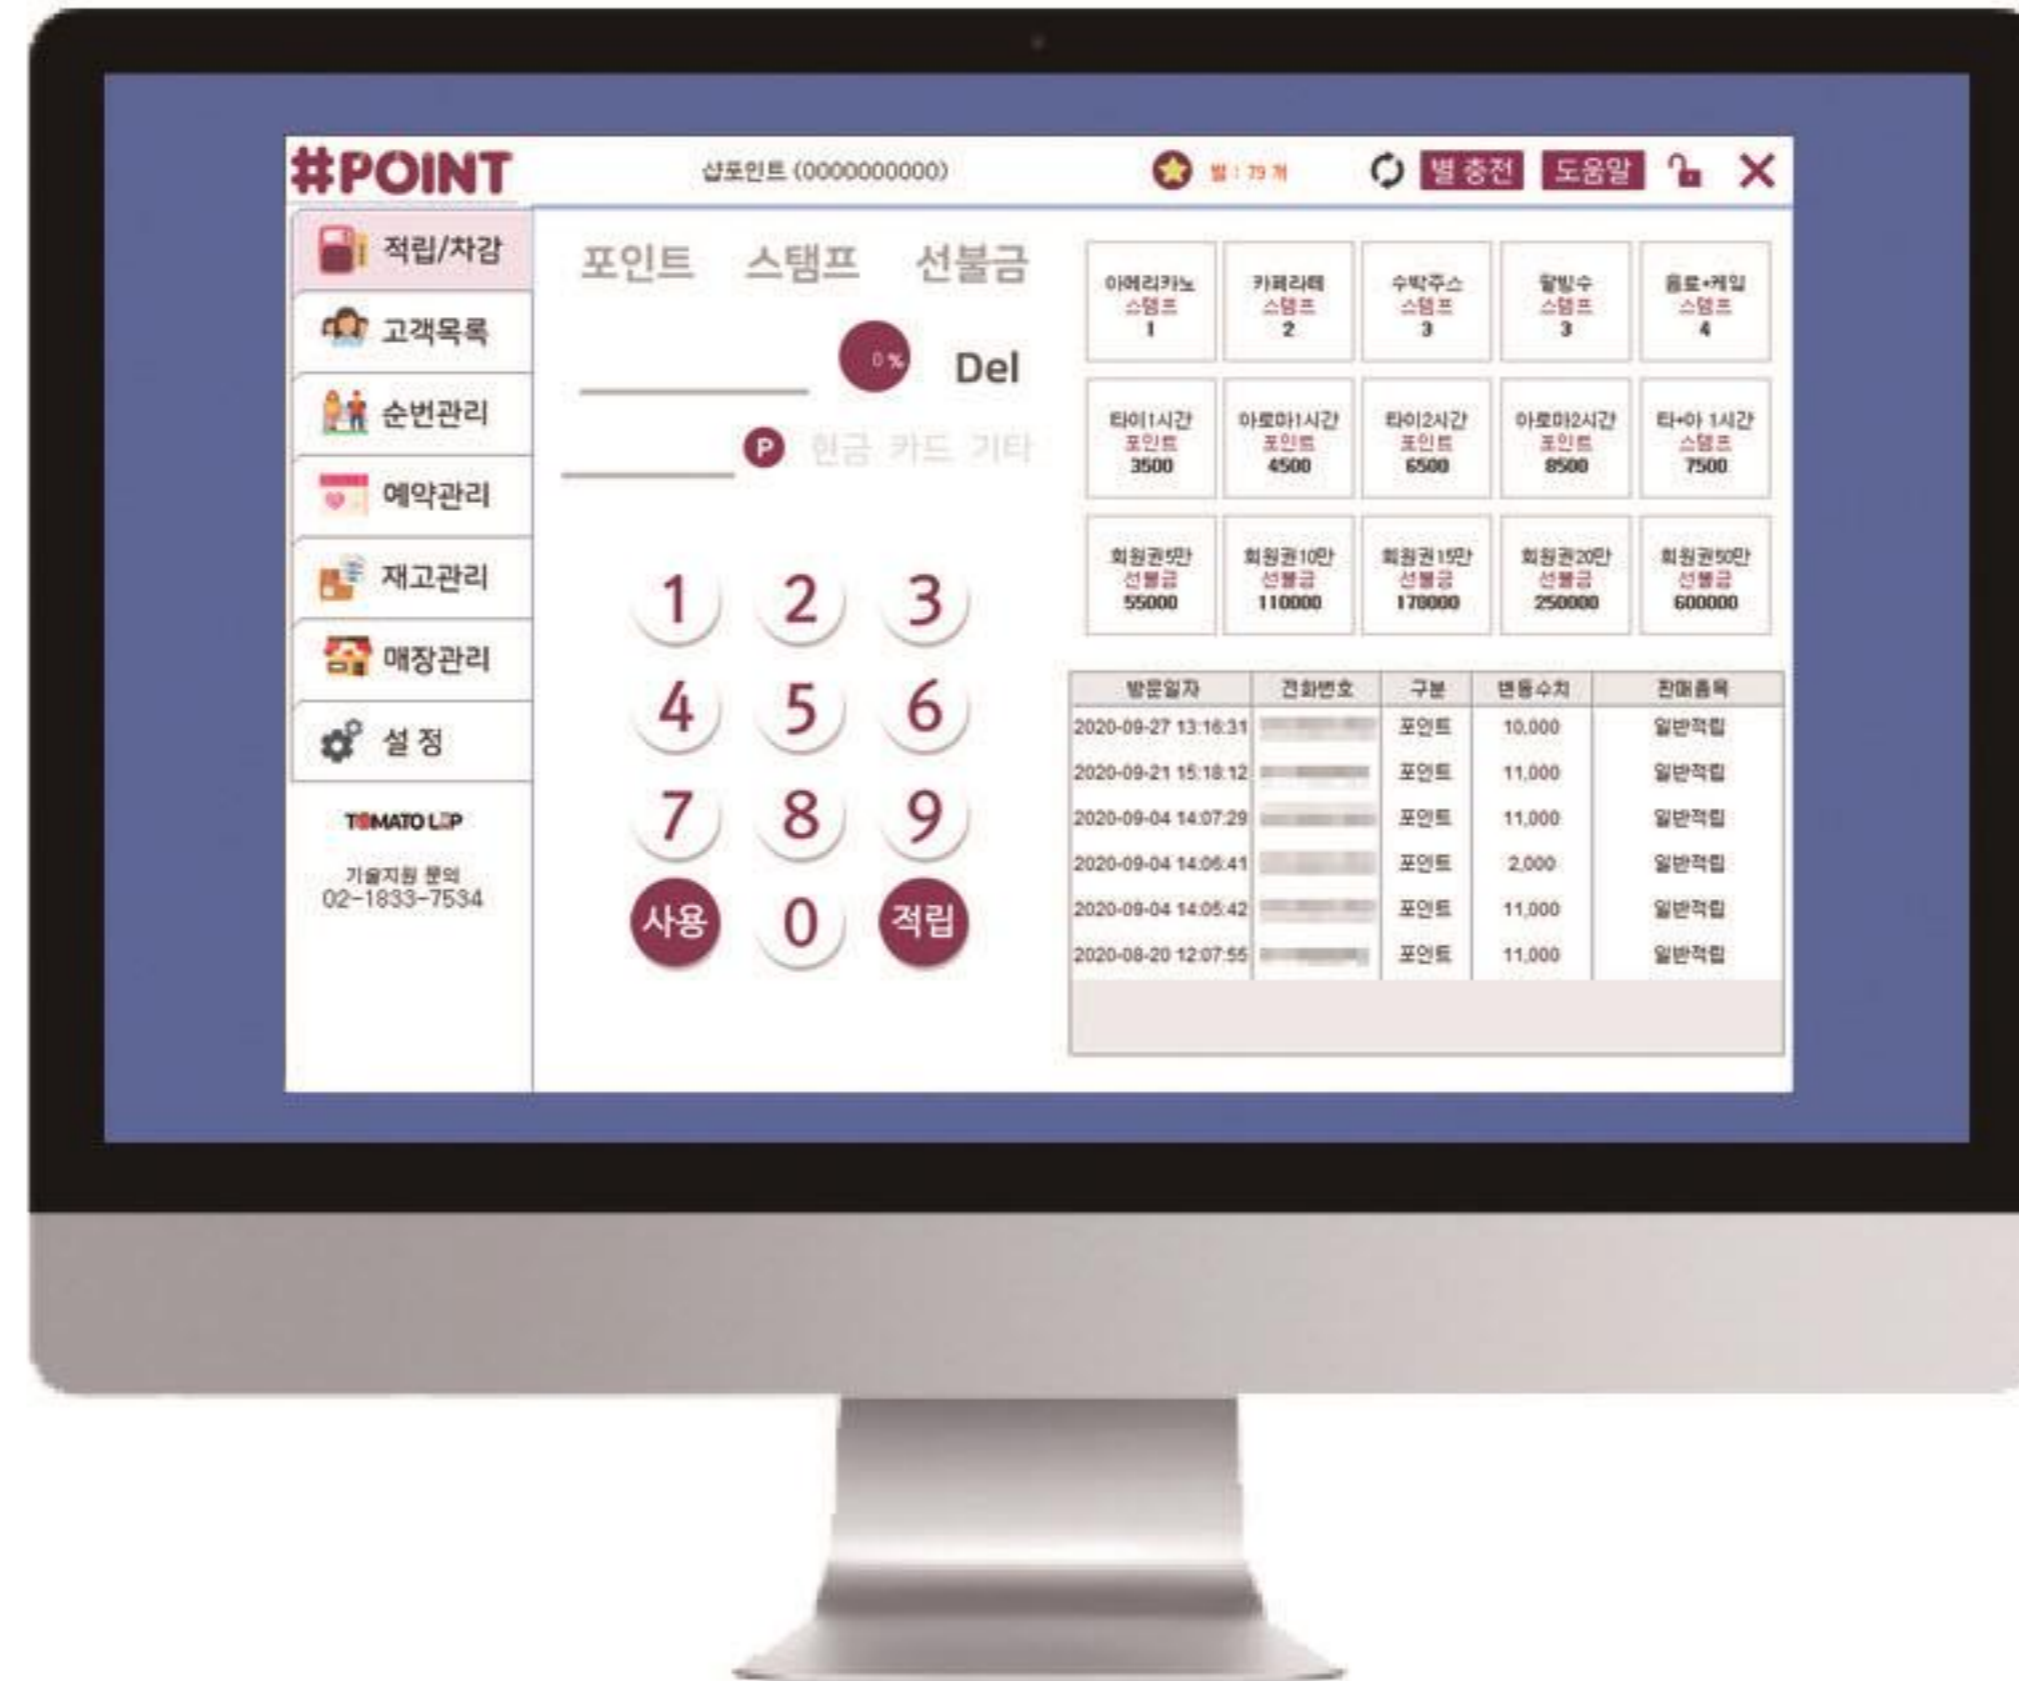 #POINT
샵포인트 (0000000000)
별 : 79 개
별 충전
도움말
적립/차감
고객목록
순번관리
예약관리
재고관리
매장관리
설 정
TOMATO
기술지원 문의
02-1833-7534
포인트 스탬프 선불금
0 %
Del
P 현금 카드 기타
1 2 3
4 5 6
7 8 9
사용 0 적립
아메리카노 카페라떼 수박주스 팥빙수 음료+케잌
스탬프 스탬프 스탬프 스탬프 스탬프
1 2 3 3 4
타이1시간 아로마1시간 타이2시간 아로마2시간 타+아 1시간
포인트 포인트 포인트 포인트 스탬프
3500 4500 6500 8500 7500
회원권5만 회원권10만 회원권15만 회원권20만 회원권50만
선불금 선불금 선불금 선불금 선불금
55000 110000 170000 250000 600000
방문일자 전화번호 구분 변동수치 판매품목
2020-09-27 13:16:31 포인트 10,000 일반적립
2020-09-21 15:18:12 포인트 11,000 일반적립
2020-09-04 14:07:29 포인트 11,000 일반적립
2020-09-04 14:06:41 포인트 2,000 일반적립
2020-09-04 14:05:42 포인트 11,000 일반적립
2020-08-20 12:07:55 포인트 11,000 일반적립